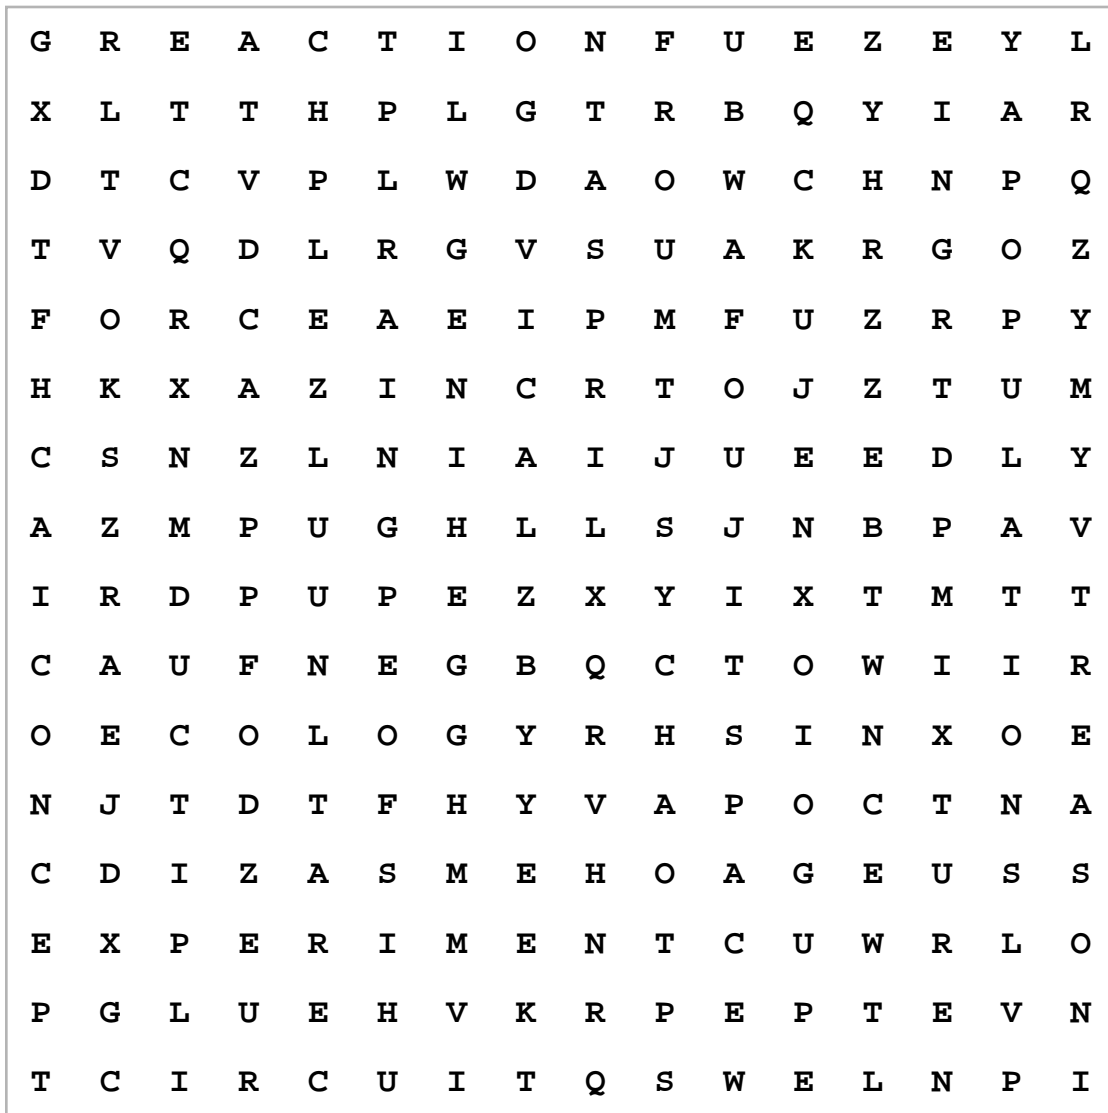 G R E A C T I O N F U E Z E Y L
X L T T H P L G T R B Q Y I A R
D T C V P L W D A O W C H N P Q
T V Q D L R G V S U A K R G O Z
F O R C E A E I P M F U Z R P Y
H K X A Z I N C R T O J Z T U M
C S N Z L N I A I J U E E D L Y
A Z M P U G H L L S J N B P A V
I R D P U P E Z X Y I X T M T T
C A U F N E G B Q C T O W I I R
O E C O L O G Y R H S I N X O E
N J T D T F H Y V A P O C T N A
C D I Z A S M E H O A G E U S S
E X P E R I M E N T C U W R L O
P G L U E H V K R P E P T E V N
T C I R C U I T Q S W E L N P I